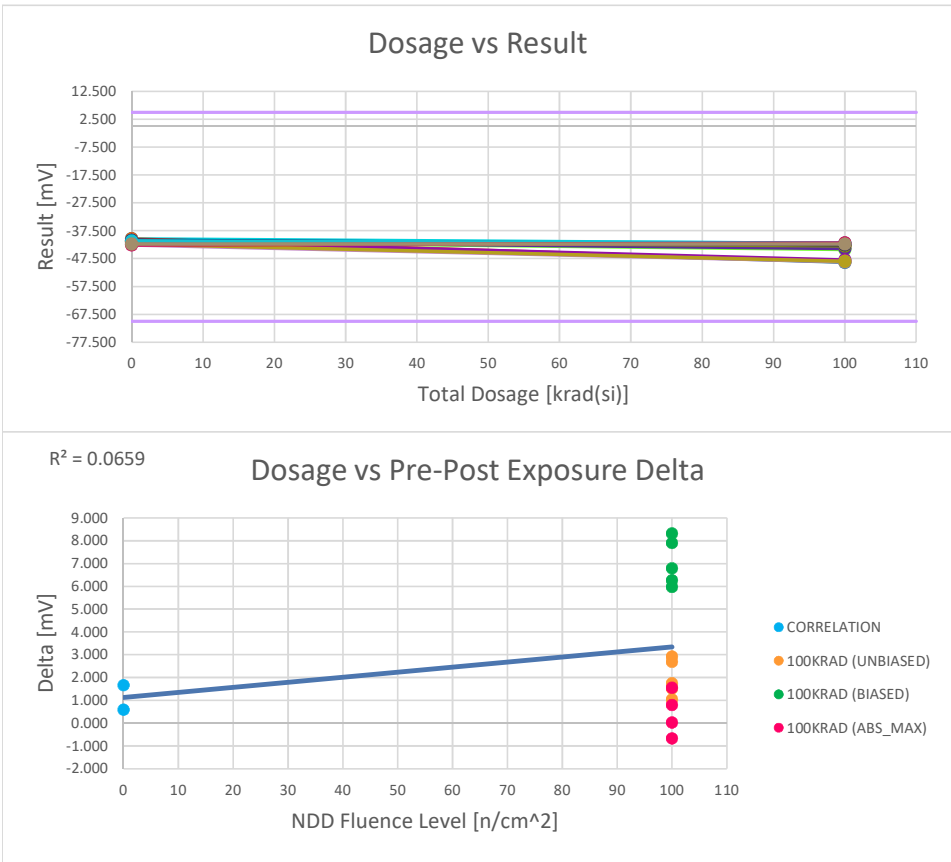 Dosage vs Result
12.500
2.500
-7.500
-17.500
-27.500
-37.500
-47.500
-57.500
-67.500
-77.500
Result [mV]
0 10 20 30 40 50 60 70 80 90 100 110
Total Dosage [krad(si)]
R² = 0.0659
Dosage vs Pre-Post Exposure Delta
9.000
8.000
7.000
6.000
5.000
4.000
3.000
2.000
1.000
0.000
-1.000
-2.000
Delta [mV]
0 10 20 30 40 50 60 70 80 90 100 110
NDD Fluence Level [n/cm^2]
CORRELATION
100KRAD (UNBIASED)
100KRAD (BIASED)
100KRAD (ABS_MAX)